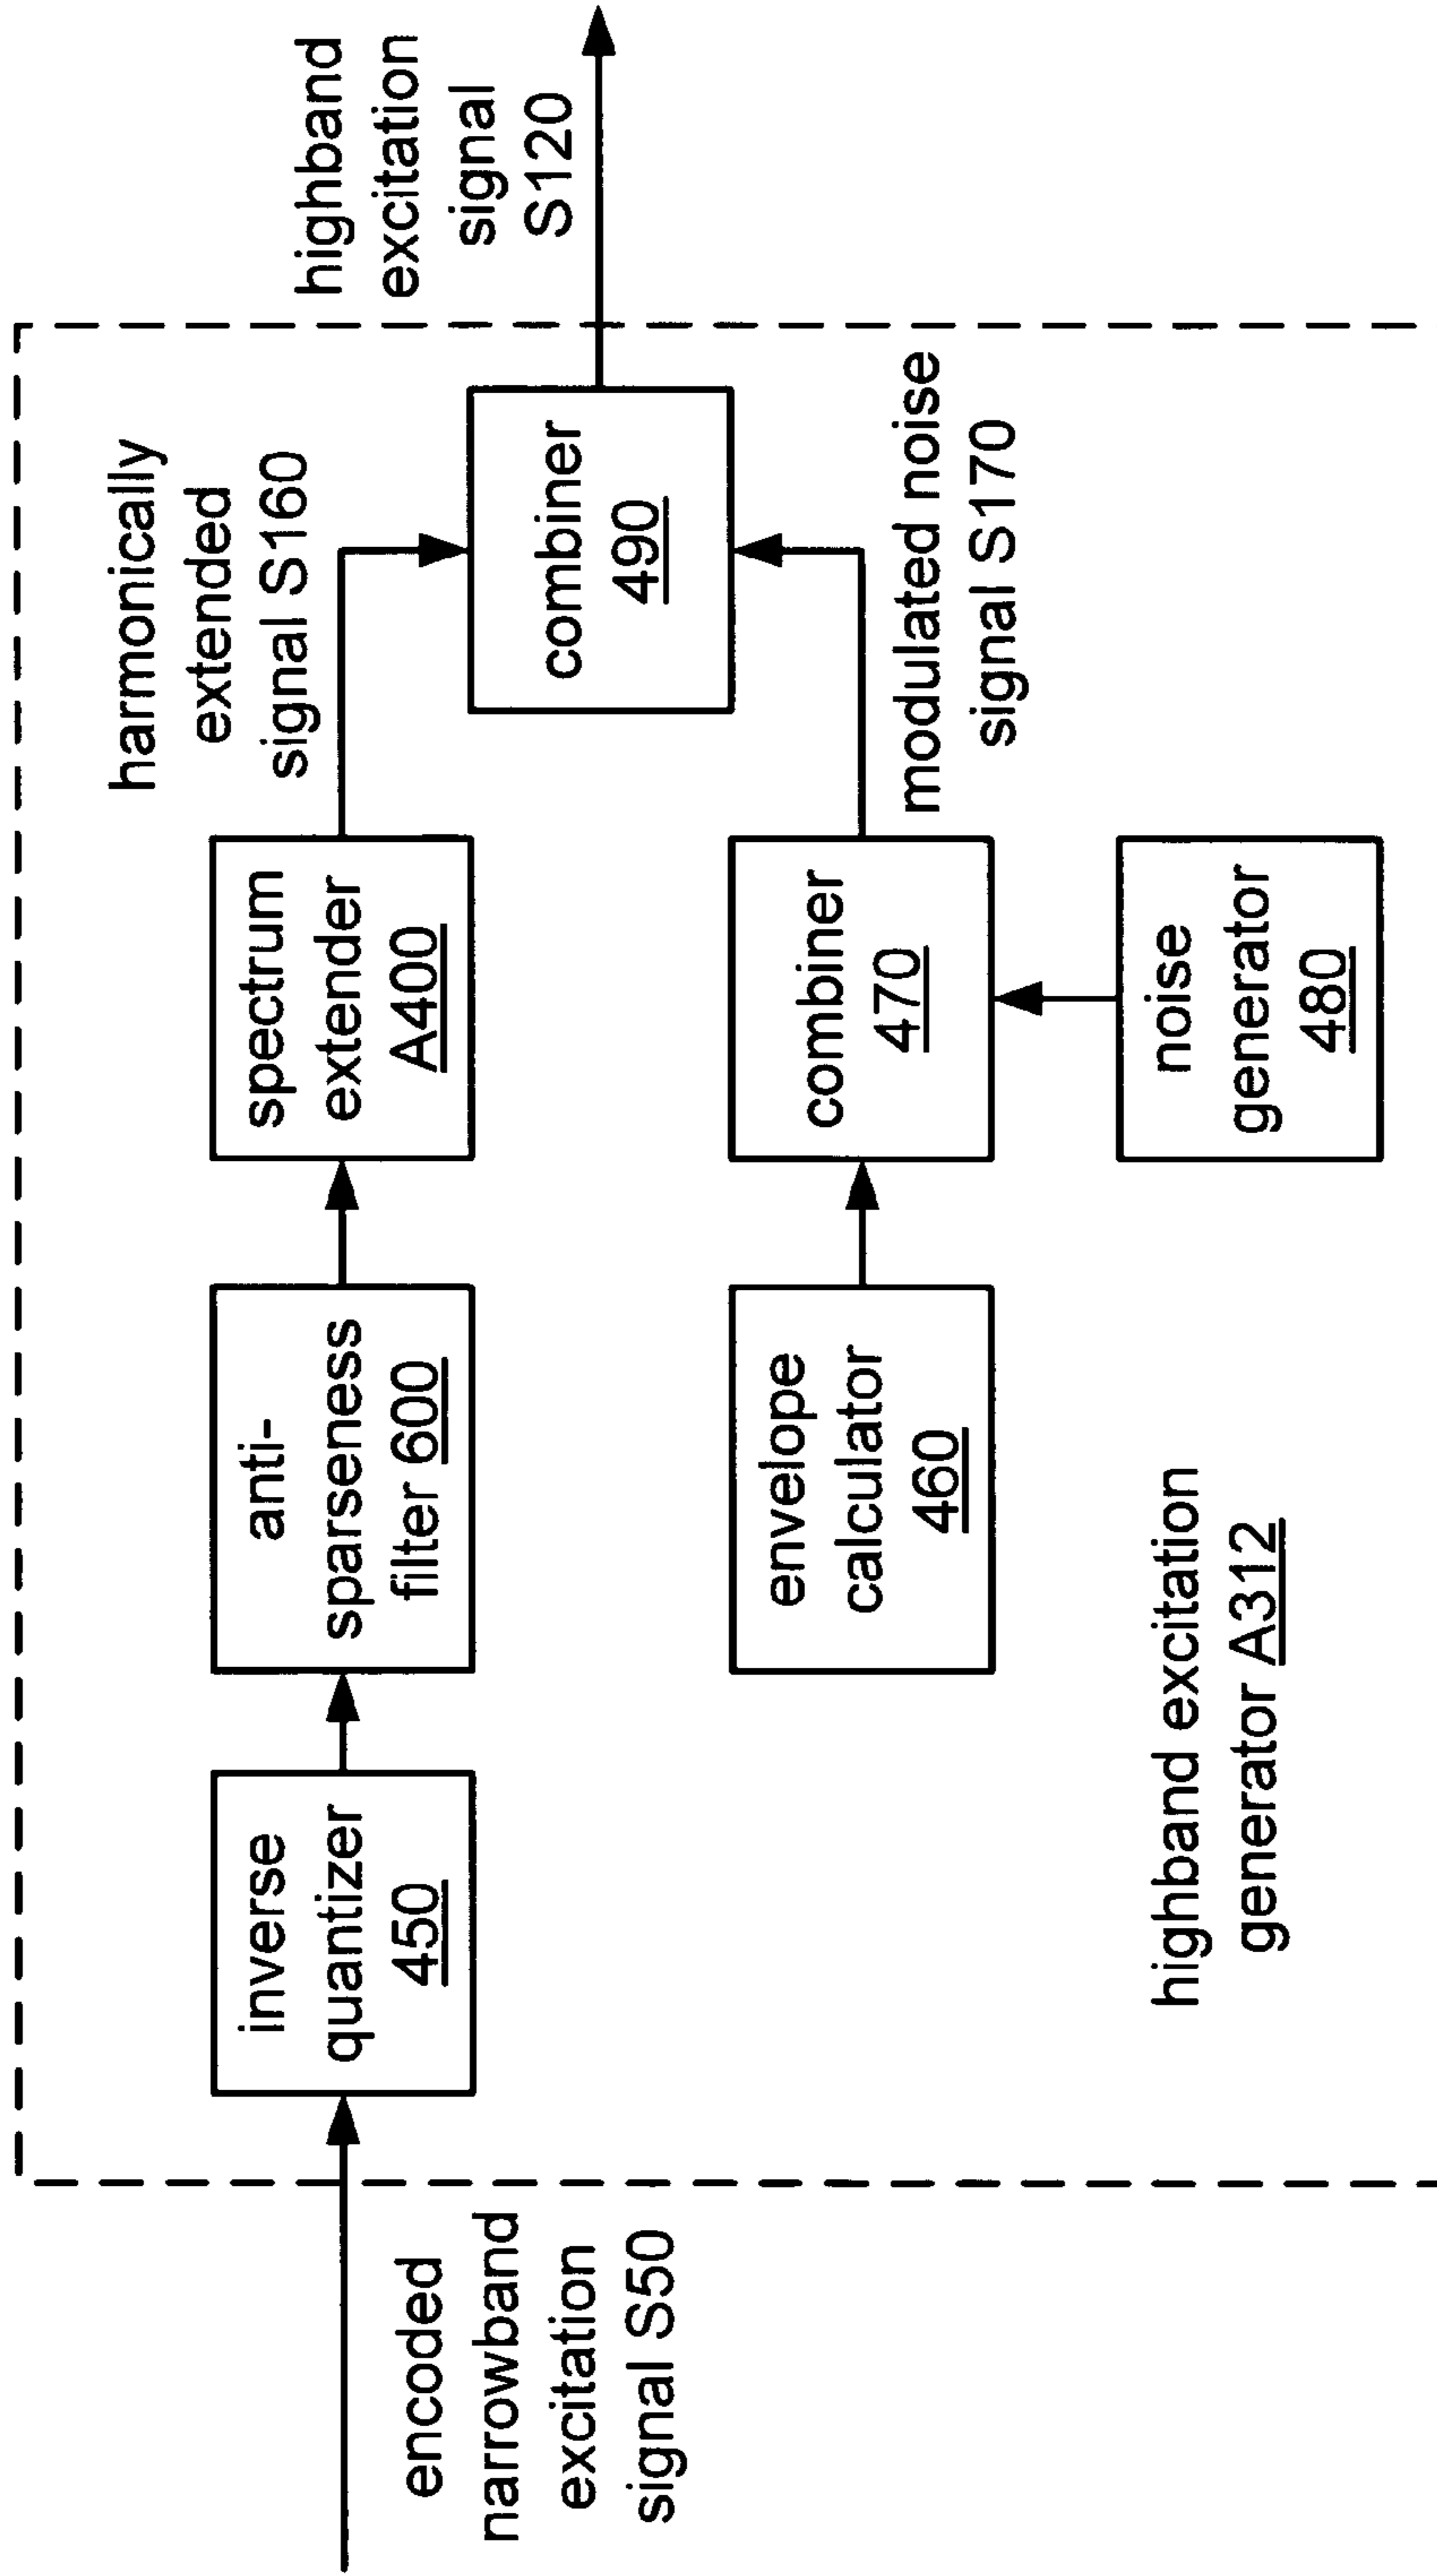 encoded
narrowband
excitation
signal S50
inverse
quantizer
450
anti-
sparseness
filter 600
spectrum
extender
A400
harmonically
extended
signal S160
envelope
calculator
460
combiner
470
noise
generator
480
modulated noise
signal S170
combiner
490
highband
excitation
signal
S120
highband excitation
generator A312